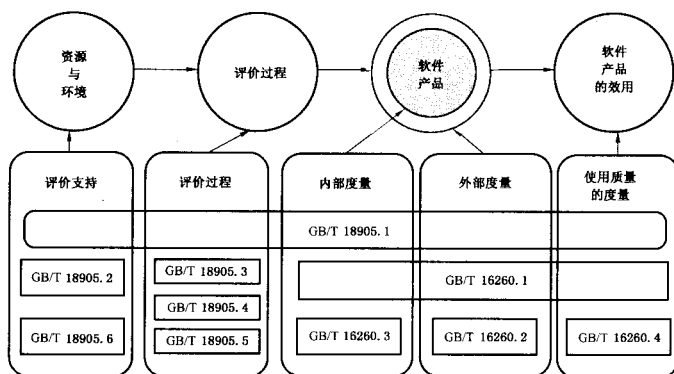 资源
与
环境
评价过程
软件
产品
软件
产品
的效用
评价支持
评价过程
内部度量
外部度量
使用质量
的度量
GB/T 18905.1
GB/T 18905.2
GB/T 18905.3
GB/T 16260.1
GB/T 18905.4
GB/T 18905.6
GB/T 18905.5
GB/T 16260.3
GB/T 16260.2
GB/T 16260.4